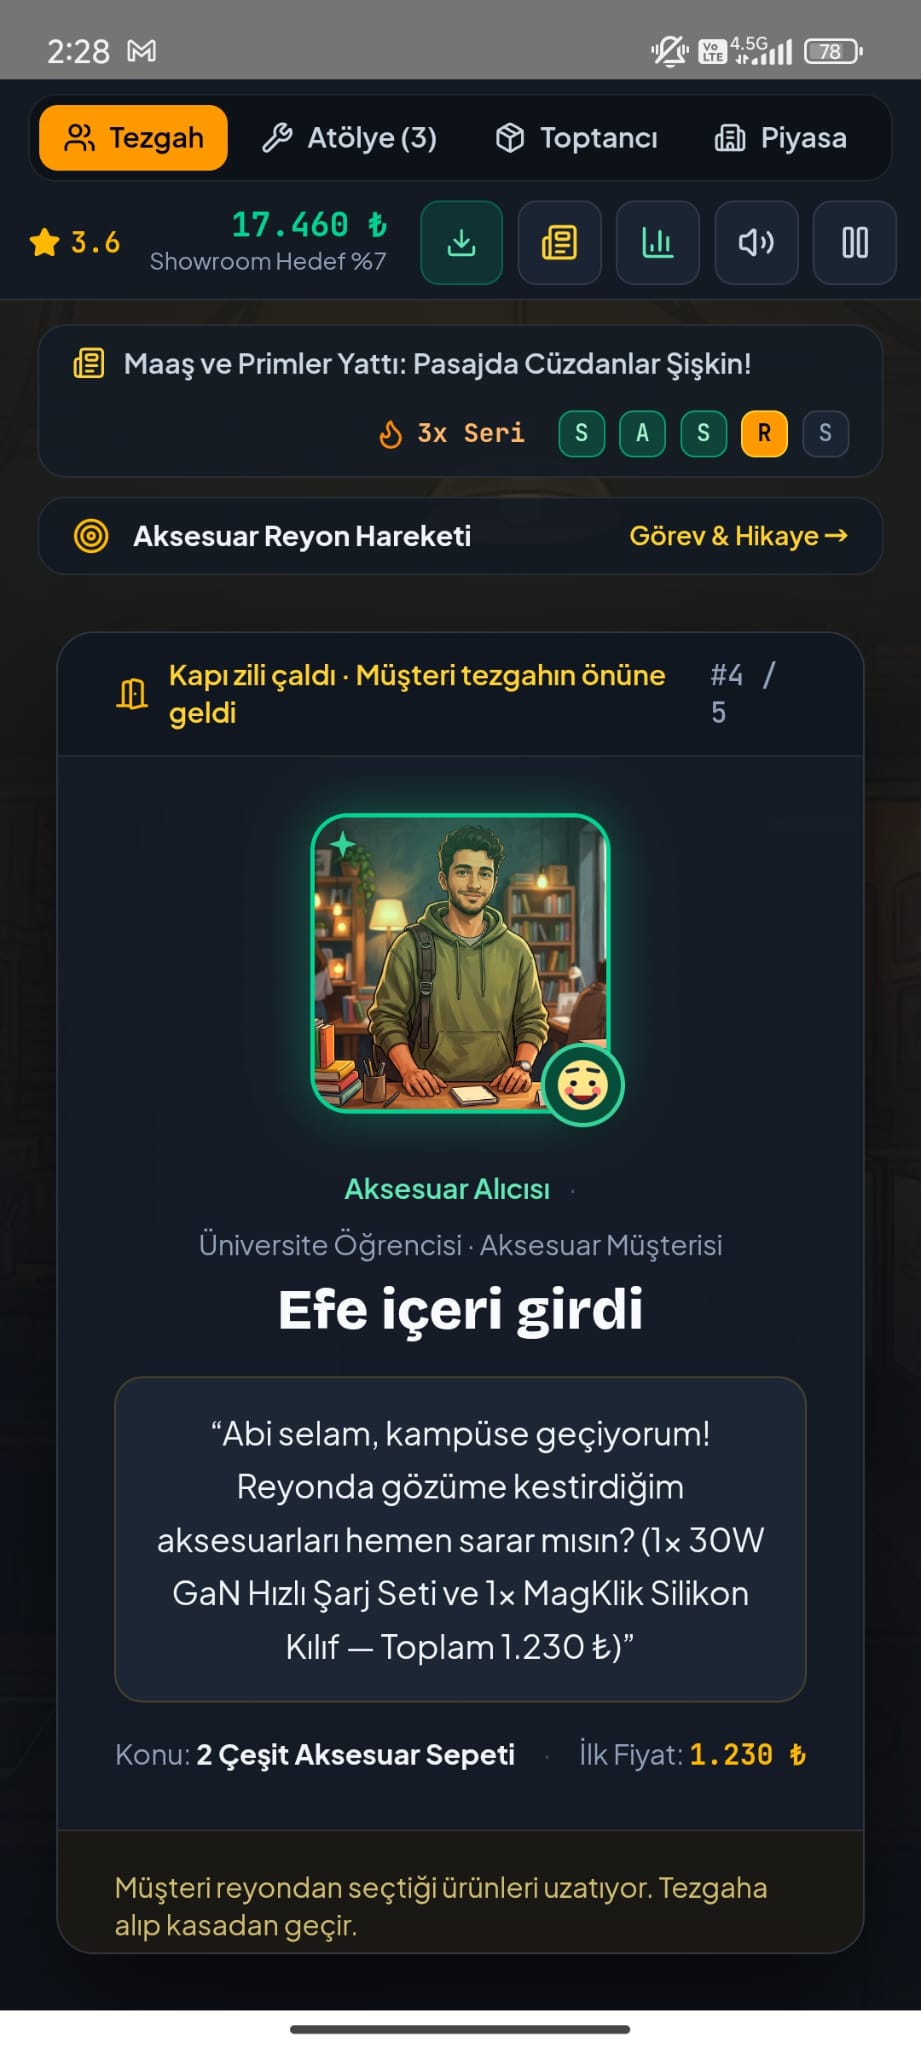 2:28
Vo LTE 4.5G 78
Tezgah Atölye (3) Toptancı Piyasa
3.6 17.460 ₺
Showroom Hedef %7
Maaş ve Primler Yattı: Pasajda Cüzdanlar Şişkin!
3x Seri S A S R S
Aksesuar Reyon Hareketi Görev & Hikaye →
Kapı zili çaldı · Müşteri tezgahın önüne
geldi
#4 /
5
Aksesuar Alıcısı ·
Üniversite Öğrencisi · Aksesuar Müşterisi
Efe içeri girdi
“Abi selam, kampüse geçiyorum!
Reyonda gözüme kestirdiğim
aksesuarları hemen sarar mısın? (1× 30W
GaN Hızlı Şarj Seti ve 1× MagKlik Silikon
Kılıf — Toplam 1.230 ₺)”
Konu: 2 Çeşit Aksesuar Sepeti · İlk Fiyat: 1.230 ₺
Müşteri reyondan seçtiği ürünleri uzatıyor. Tezgaha
alıp kasadan geçir.